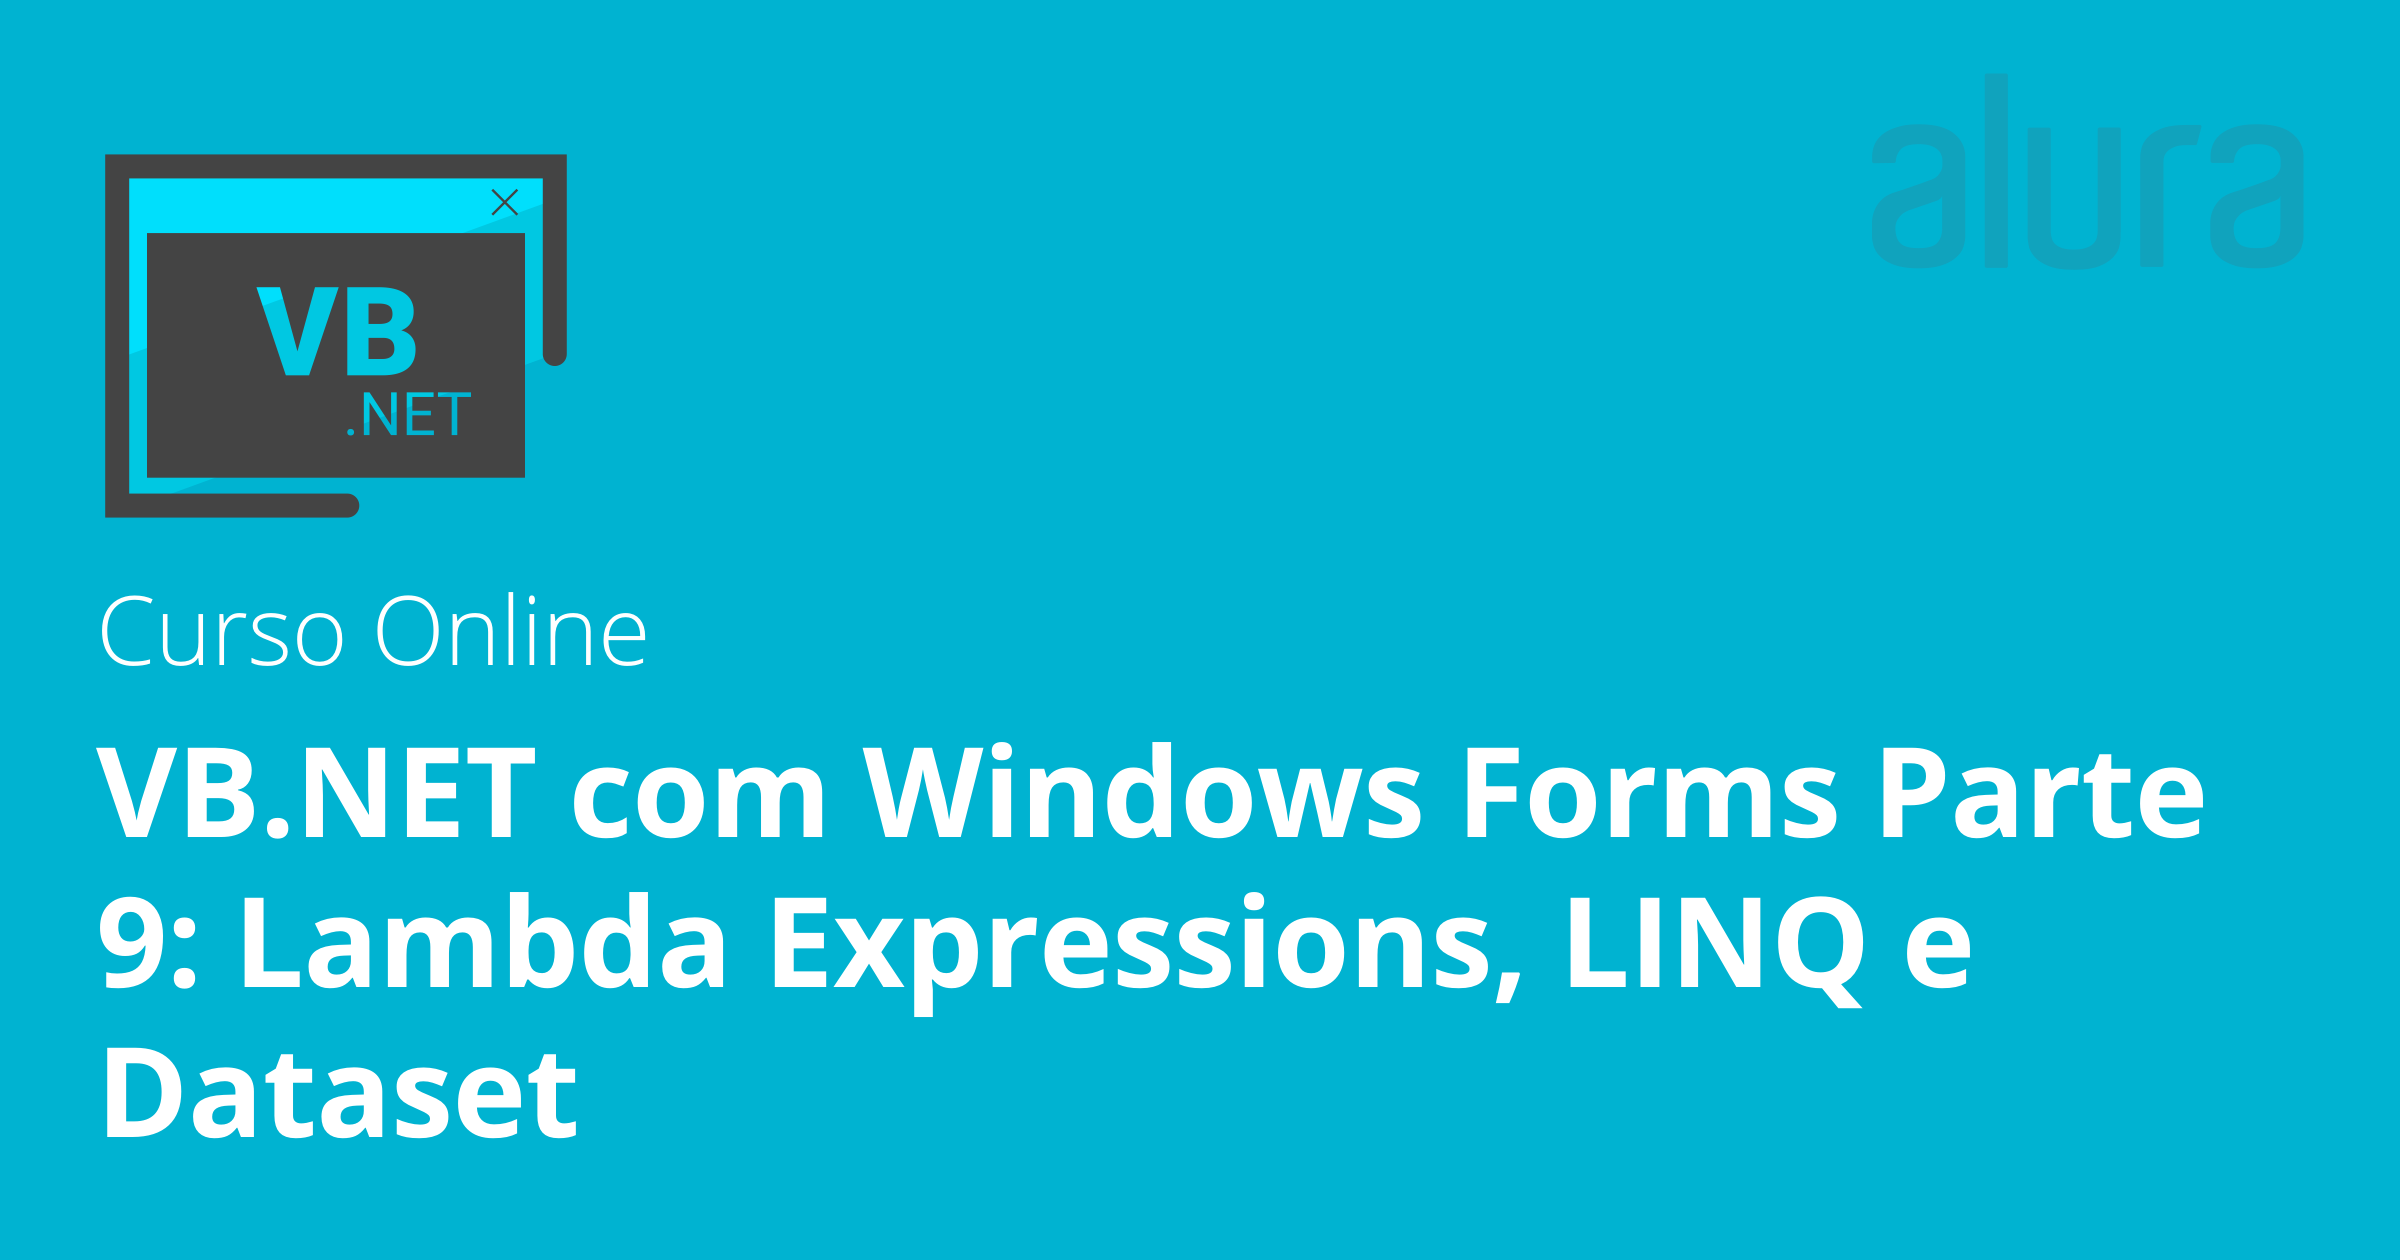 alura
VB
.NET
Curso Online
VB.NET com Windows Forms Parte
9: Lambda Expressions, LINQ e
Dataset